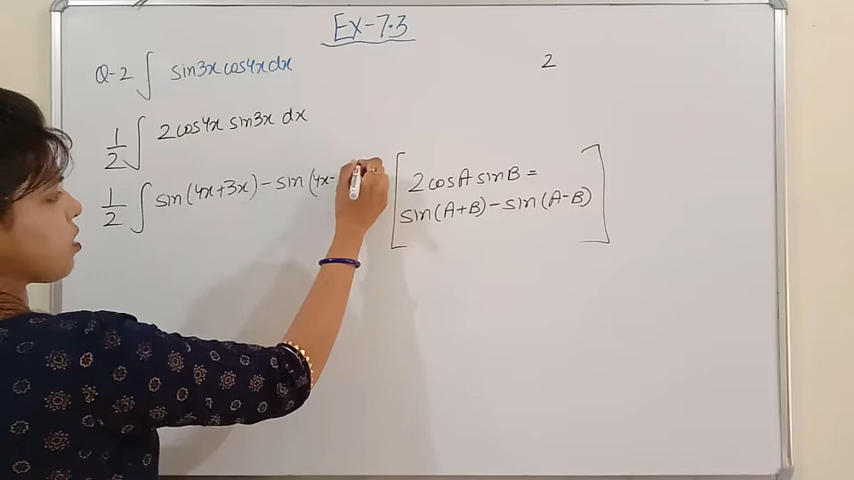 Ex-7.3
Q-2 ∫ sin3x cos4x dx
2
1/2 ∫ 2cos4x sin3x dx
1/2 ∫ sin(4x+3x) - sin(4x-
[2cosA sinB =
sin(A+B) - sin(A-B)]